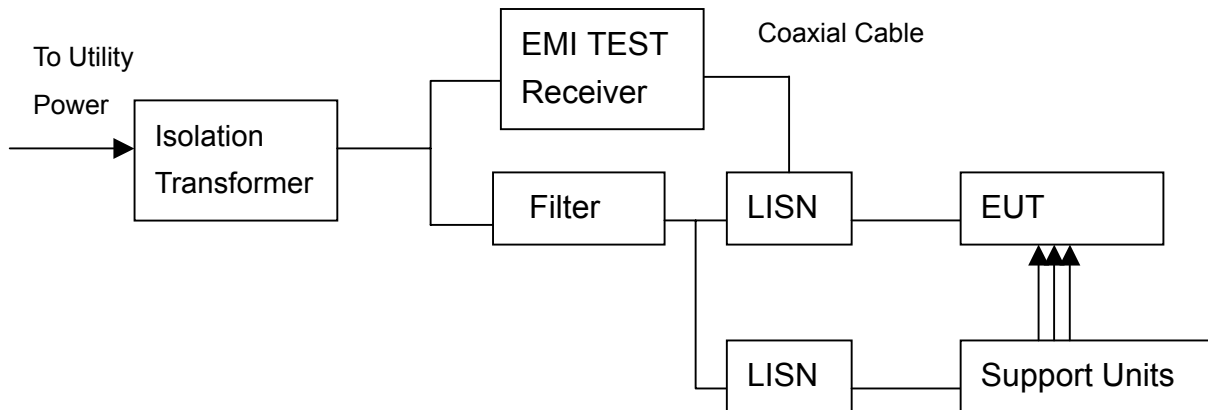 To Utility
Power
Isolation
Transformer
EMI TEST
Receiver
Coaxial Cable
Filter
LISN
EUT
LISN
Support Units